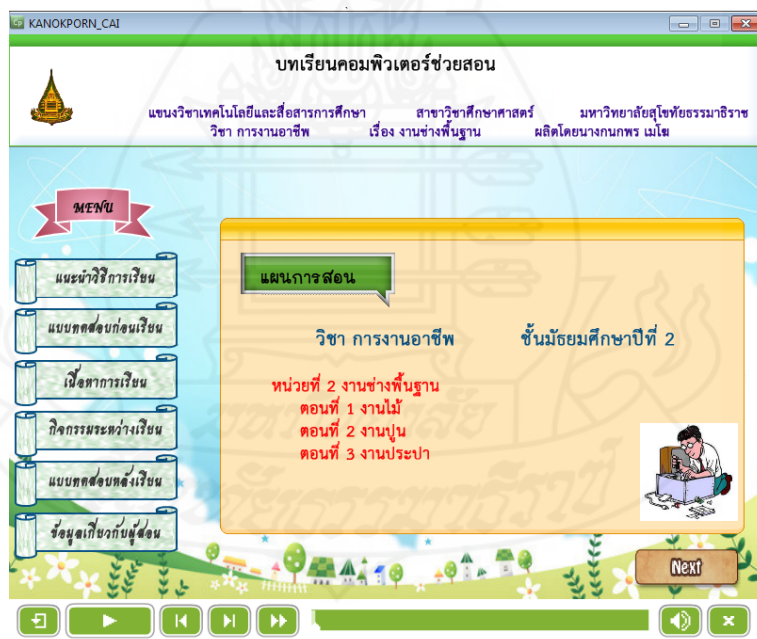 KANOKPORN_CAI
บทเรียนคอมพิวเตอร์ช่วยสอน
แขนงวิชาเทคโนโลยีและสื่อสารการศึกษา สาขาวิชาศึกษาศาสตร์ มหาวิทยาลัยสุโขทัยธรรมาธิราช
วิชา การงานอาชีพ เรื่อง งานช่างพื้นฐาน ผลิตโดยนางกนกพร เมโฆ
MENU
แนะนำวิธีการเรียน
แบบทดสอบก่อนเรียน
เนื้อหาการเรียน
กิจกรรมระหว่างเรียน
แบบทดสอบหลังเรียน
ข้อมูลเกี่ยวกับผู้สอน
แผนการสอน
วิชา การงานอาชีพ ชั้นมัธยมศึกษาปีที่ 2
หน่วยที่ 2 งานช่างพื้นฐาน
ตอนที่ 1 งานไม้
ตอนที่ 2 งานปูน
ตอนที่ 3 งานประปา
Next